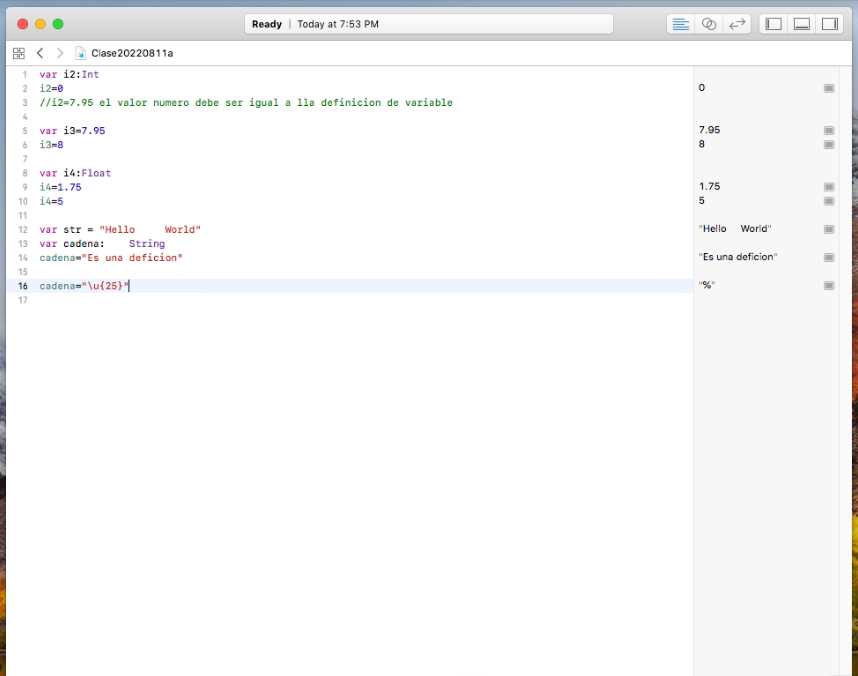 Ready | Today at 7:53 PM
Clase20220811a
1 var i2:Int
2 i2=0 0
3 //i2=7.95 el valor numero debe ser igual a lla definicion de variable
4
5 var i3=7.95 7.95
6 i3=8 8
7
8 var i4:Float
9 i4=1.75 1.75
10 i4=5 5
11
12 var str = "Hello     World" "Hello     World"
13 var cadena:    String
14 cadena="Es una deficion" "Es una deficion"
15
16 cadena="\u{25}" "%"
17